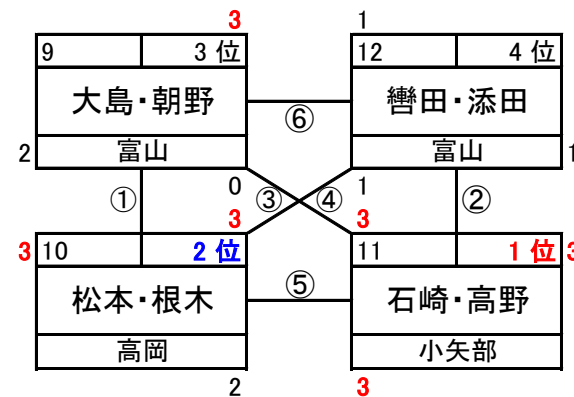 3 1
9 3位 12 4位
大島・朝野 轡田・添田
⑥
2 富山 富山 1
① 0 ③ ④ 1 ②
3 3
3 10 2位 11 1位 3
松本・根木 石崎・高野
⑤
高岡 小矢部
2 3